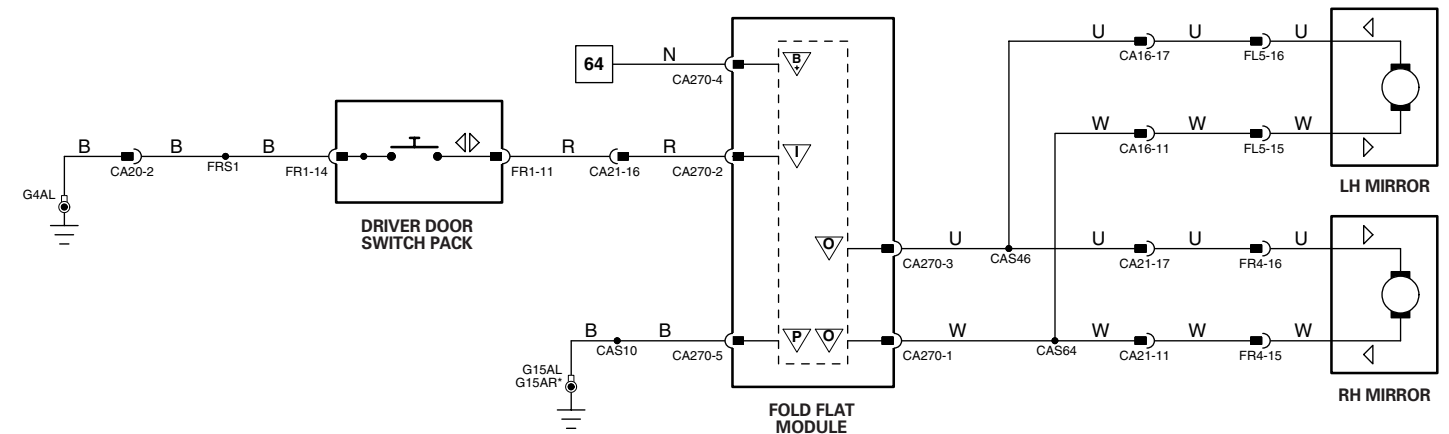 U U U
CA16-17 FL5-16
64 N CA270-4 B+
W W W
CA16-11 FL5-15
LH MIRROR
B B B R R
CA20-2 FRS1 FR1-14 FR1-11 CA21-16 CA270-2 I
G4AL
DRIVER DOOR
SWITCH PACK
O U U U U
CA270-3 CAS46 CA21-17 FR4-16
B B P O W W W W
CAS10 CA270-5 CA270-1 CAS64 CA21-11 FR4-15
G15AL
G15AR*
RH MIRROR
FOLD FLAT
MODULE